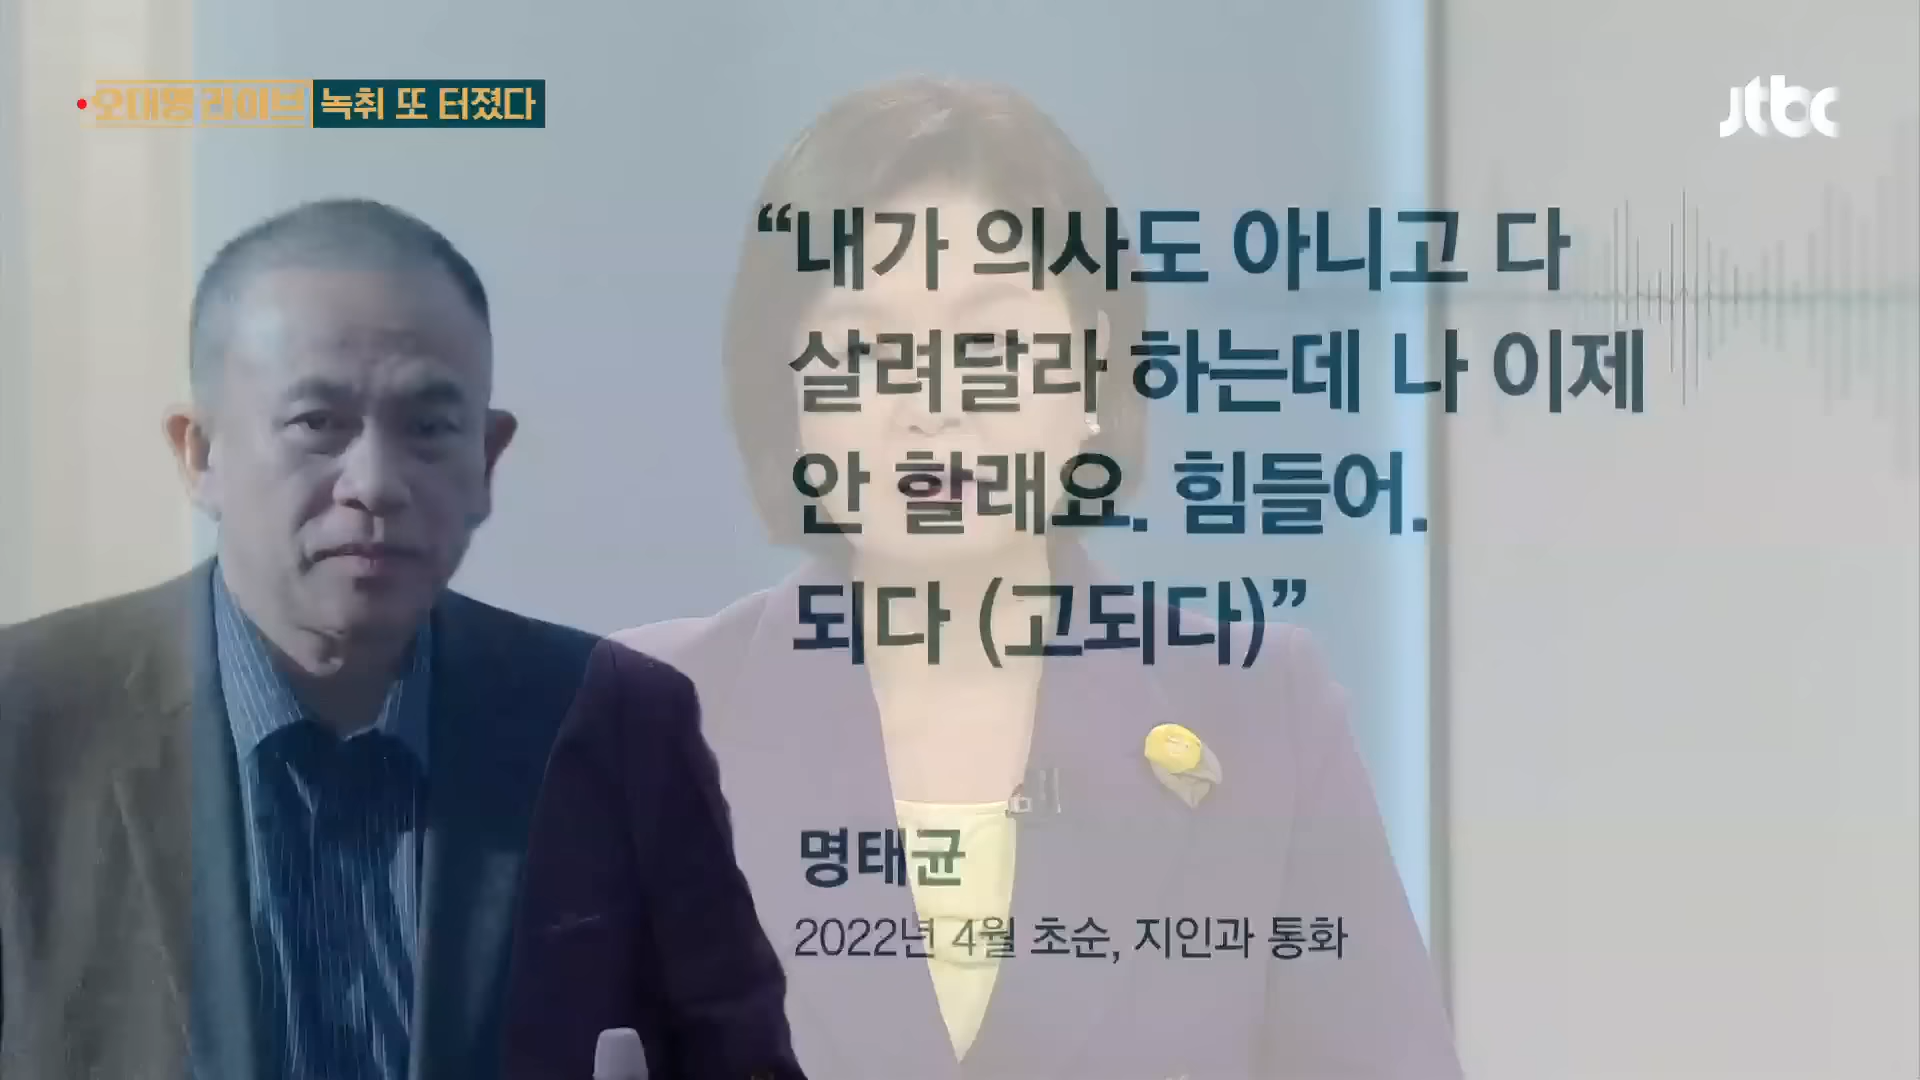 오대영 라이브 녹취 또 터졌다
jtbc
“내가 의사도 아니고 다
살려달라 하는데 나 이제
안 할래요. 힘들어.
되다 (고되다)”
명태균
2022년 4월 초순, 지인과 통화